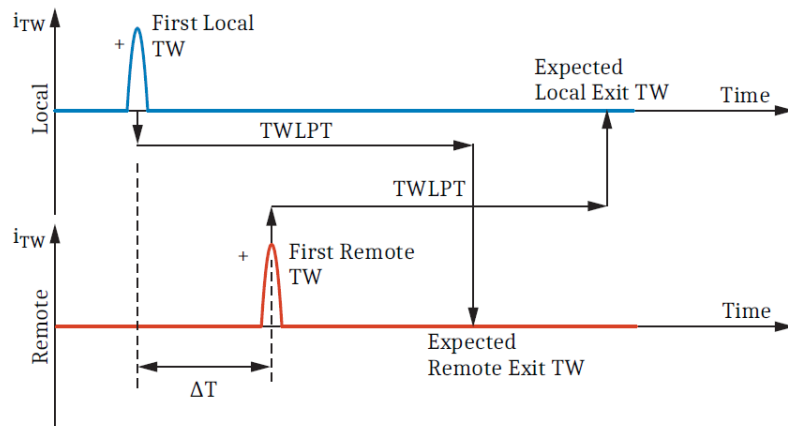 iTW
First Local
TW
+
Expected
Local Exit TW
Time
Local
TWLPT
TWLPT
iTW
First Remote
TW
+
Time
Remote
Expected
Remote Exit TW
ΔT